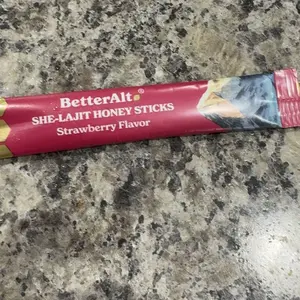 BetterAlt®
SHE-LAJIT HONEY STICKS
Strawberry Flavor